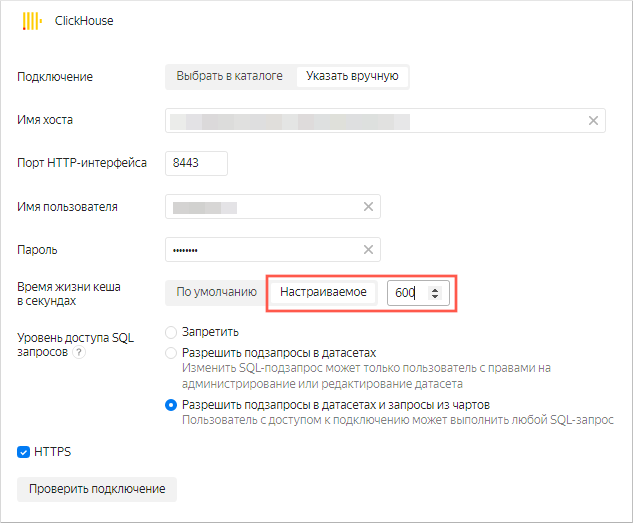 ClickHouse
Подключение Выбрать в каталоге Указать вручную
Имя хоста
Порт HTTP-интерфейса 8443
Имя пользователя
Пароль ••••••••
Время жизни кеша
в секундах По умолчанию Настраиваемое 600
Уровень доступа SQL
запросов ?
Запретить
Разрешить подзапросы в датасетах
Изменить SQL-подзапрос может только пользователь с правами на
администрирование или редактирование датасета
Разрешить подзапросы в датасетах и запросы из чартов
Пользователь с доступом к подключению может выполнить любой SQL-запрос
HTTPS
Проверить подключение